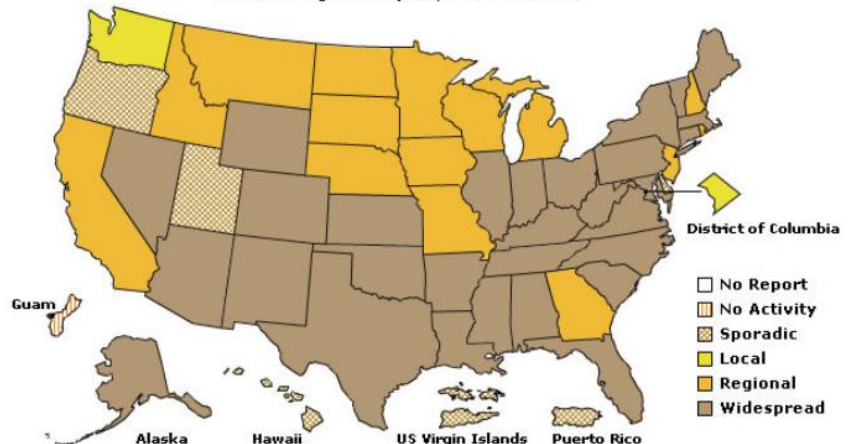 District of Columbia
No Report
No Activity
Sporadic
Local
Regional
Widespread
Guam
Alaska
Hawaii
US Virgin Islands
Puerto Rico